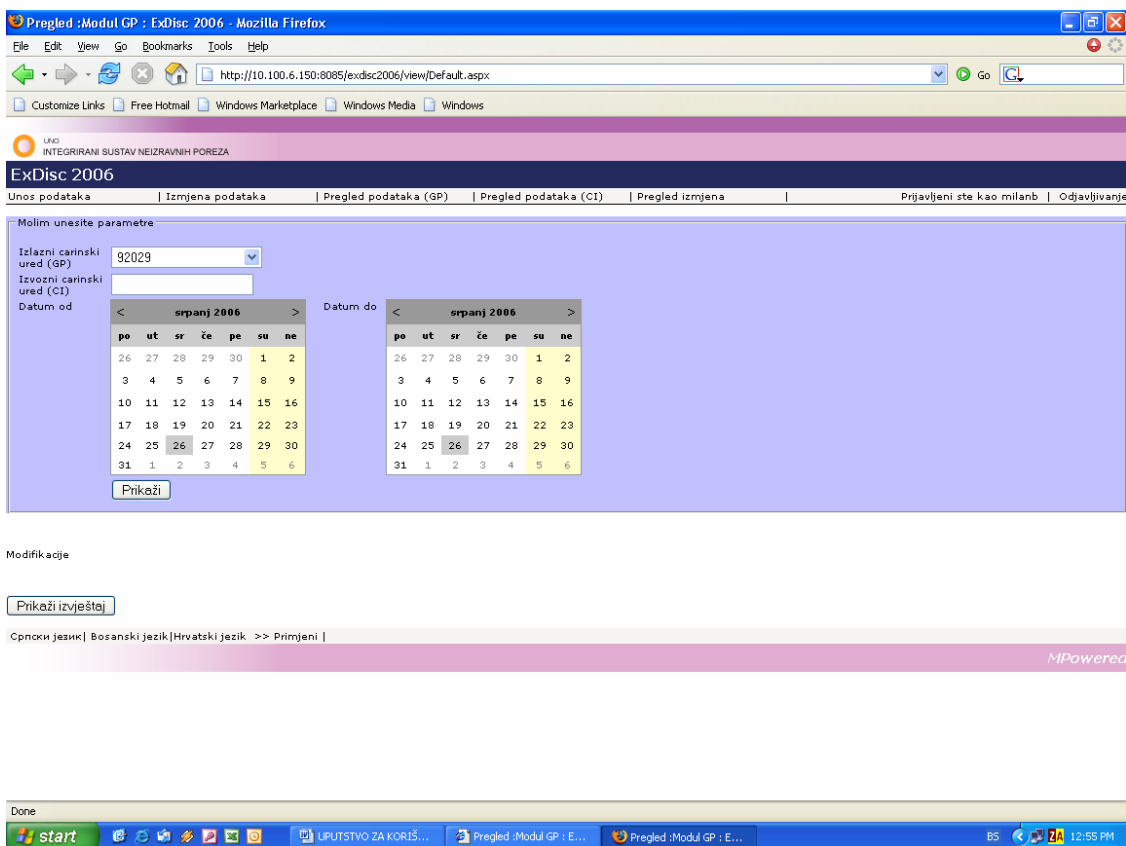 Pregled :Modul GP : ExDisc 2006 - Mozilla Firefox
File Edit View Go Bookmarks Tools Help
http://10.100.6.150:8085/exdisc2006/view/Default.aspx Go G
Customize Links Free Hotmail Windows Marketplace Windows Media Windows
UNO
INTEGRIRANI SUSTAV NEIZRAVNIH POREZA
ExDisc 2006
Unos podataka | Izmjena podataka | Pregled podataka (GP) | Pregled podataka (CI) | Pregled izmjena | Prijavljeni ste kao milanb | Odjavljivanje
Molim unesite parametre
Izlazni carinski ured (GP) 92029
Izvozni carinski ured (CI)
Datum od < srpanj 2006 > Datum do < srpanj 2006 >
po ut sr če pe su ne po ut sr če pe su ne
26 27 28 29 30 1 2 26 27 28 29 30 1 2
3 4 5 6 7 8 9 3 4 5 6 7 8 9
10 11 12 13 14 15 16 10 11 12 13 14 15 16
17 18 19 20 21 22 23 17 18 19 20 21 22 23
24 25 26 27 28 29 30 24 25 26 27 28 29 30
31 1 2 3 4 5 6 31 1 2 3 4 5 6
Prikaži
Modifikacije
Prikaži izvještaj
Српски језик| Bosanski jezik|Hrvatski jezik >> Primjeni |
MPowered
Done
start UPUTSTVO ZA KORIŠ... Pregled :Modul GP : E... Pregled :Modul GP : E... BS ZA 12:55 PM